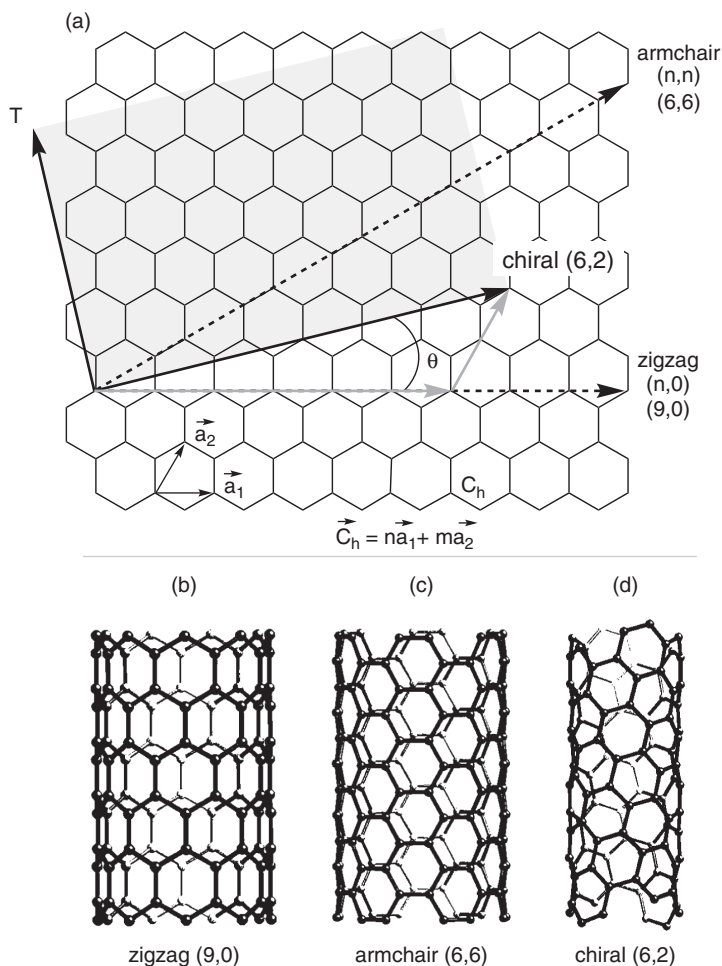 (a)
armchair
(n,n)
(6,6)
T
chiral (6,2)
θ
zigzag
(n,0)
(9,0)
a₂
a₁
Cₕ
Cₕ = na₁+ ma₂
(b)
(c)
(d)
zigzag (9,0)
armchair (6,6)
chiral (6,2)